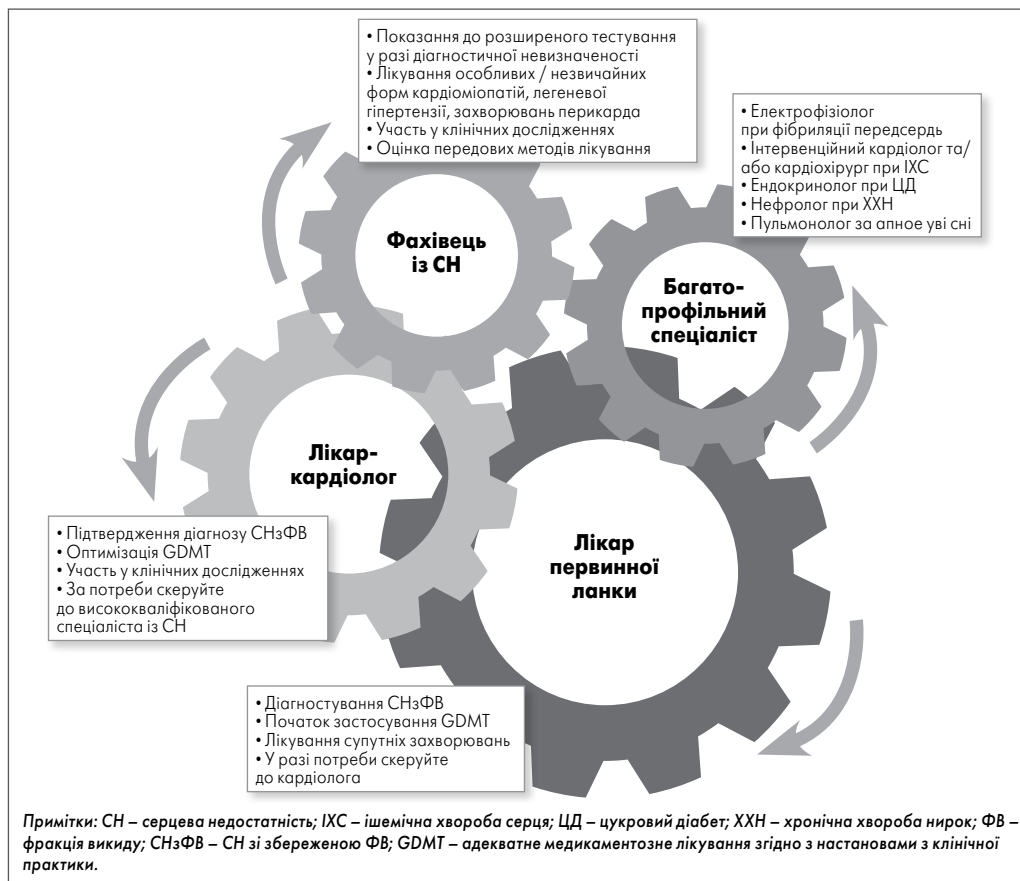 • Показання до розширеного тестування
у разі діагностичної невизначеності
• Лікування особливих / незвичайних
форм кардіоміопатій, легеневої
гіпертензії, захворювань перикарда
• Участь у клінічних дослідженнях
• Оцінка передових методів лікування
• Електрофізіолог
при фібриляції передсердь
• Інтервенційний кардіолог та/
або кардіохірург при ІХС
• Ендокринолог при ЦД
• Нефролог при ХХН
• Пульмонолог за апное уві сні
Фахівець
із СН
Багато-
профільний
спеціаліст
Лікар-
кардіолог
• Підтвердження діагнозу СНзФВ
• Оптимізація GDMT
• Участь у клінічних дослідженнях
• За потреби скеруйте
до висококваліфікованого
спеціаліста із СН
Лікар
первинної
ланки
• Діагностування СНзФВ
• Початок застосування GDMT
• Лікування супутніх захворювань
• У разі потреби скеруйте
до кардіолога
Примітки: СН – серцева недостатність; ІХС – ішемічна хвороба серця; ЦД – цукровий діабет; ХХН – хронічна хвороба нирок; ФВ –
фракція викиду; СНзФВ – СН зі збереженою ФВ; GDMT – адекватне медикаментозне лікування згідно з настановами з клінічної
практики.